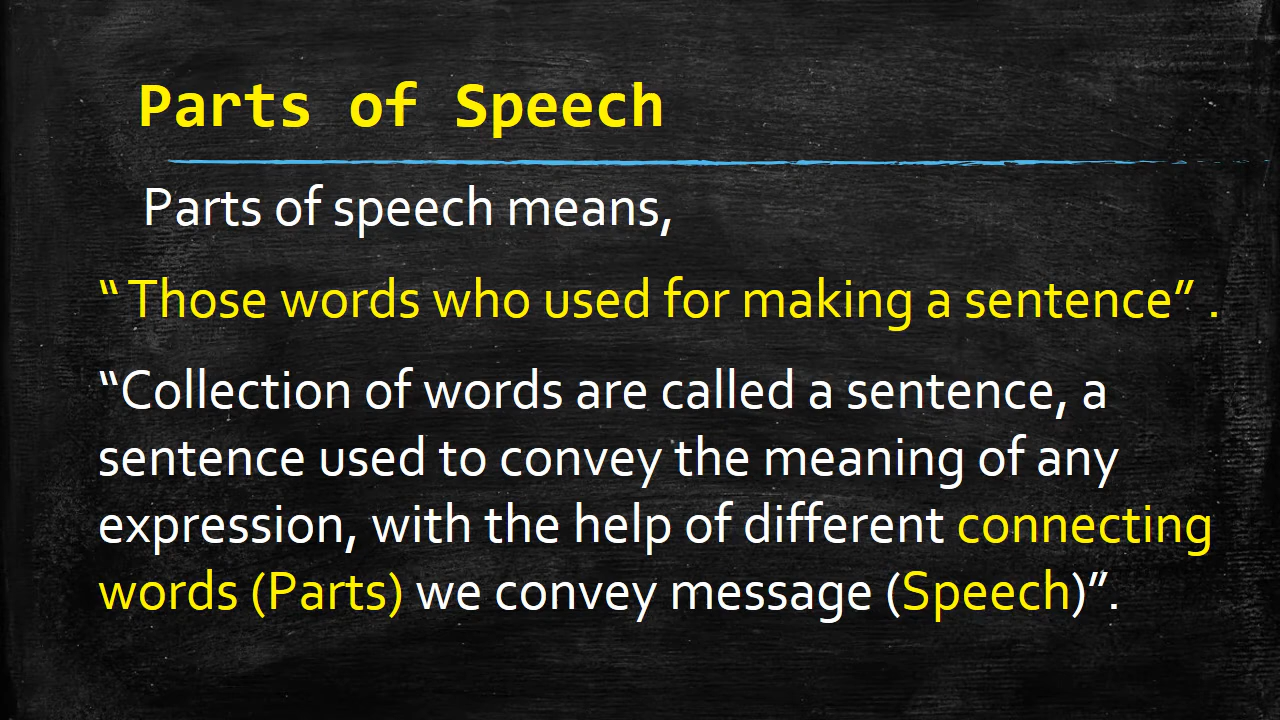 Parts of Speech
Parts of speech means,
“ Those words who used for making a sentence” .
“Collection of words are called a sentence, a
sentence used to convey the meaning of any
expression, with the help of different connecting
words (Parts) we convey message (Speech)”.